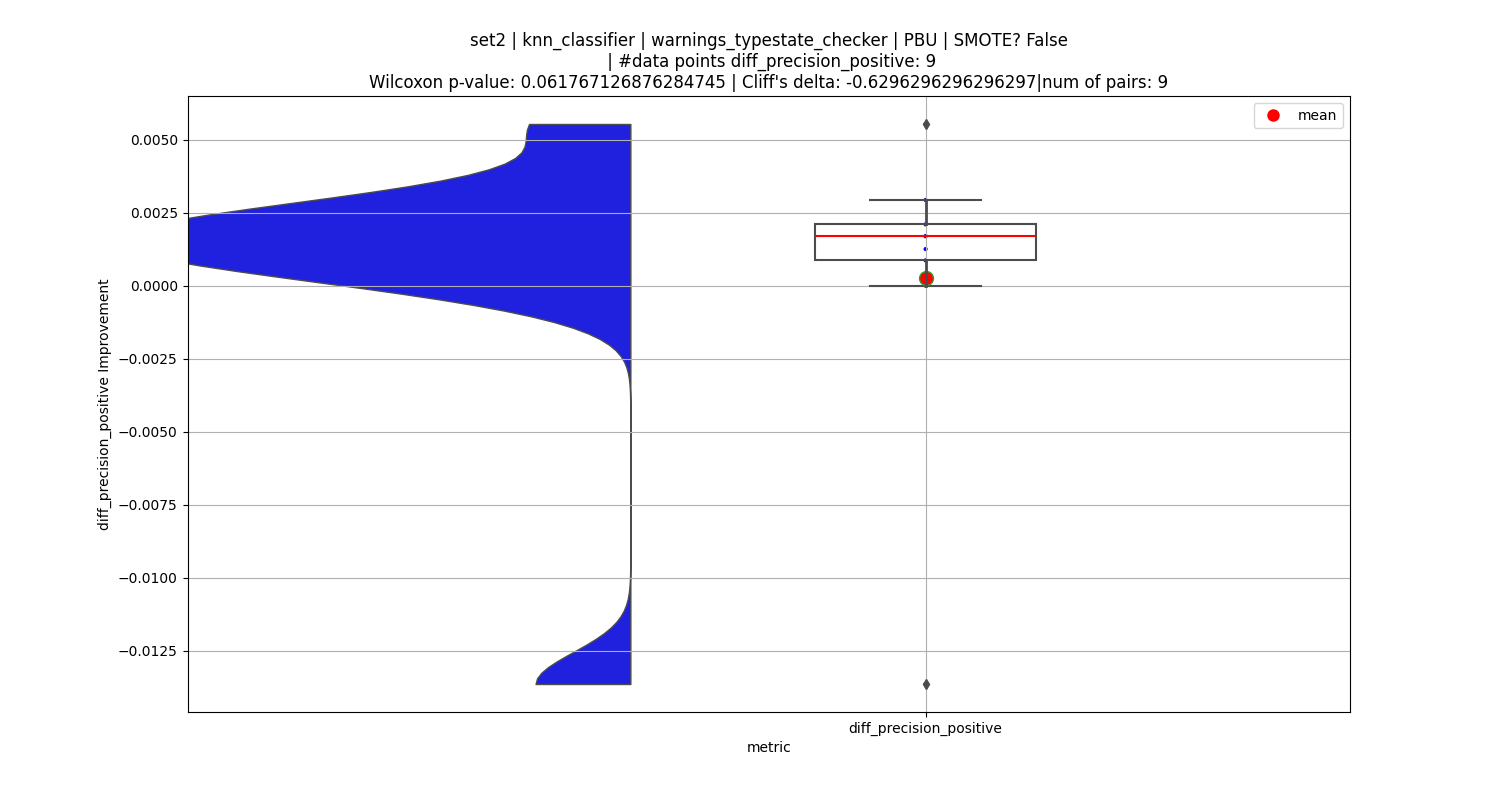 set2 | knn_classifier | warnings_typestate_checker | PBU | SMOTE? False
| #data points diff_precision_positive: 9
Wilcoxon p-value: 0.061767126876284745 | Cliff's delta: -0.6296296296296297|num of pairs: 9
mean
0.0050
0.0025
0.0000
−0.0025
−0.0050
−0.0075
−0.0100
−0.0125
diff_precision_positive Improvement
diff_precision_positive
metric